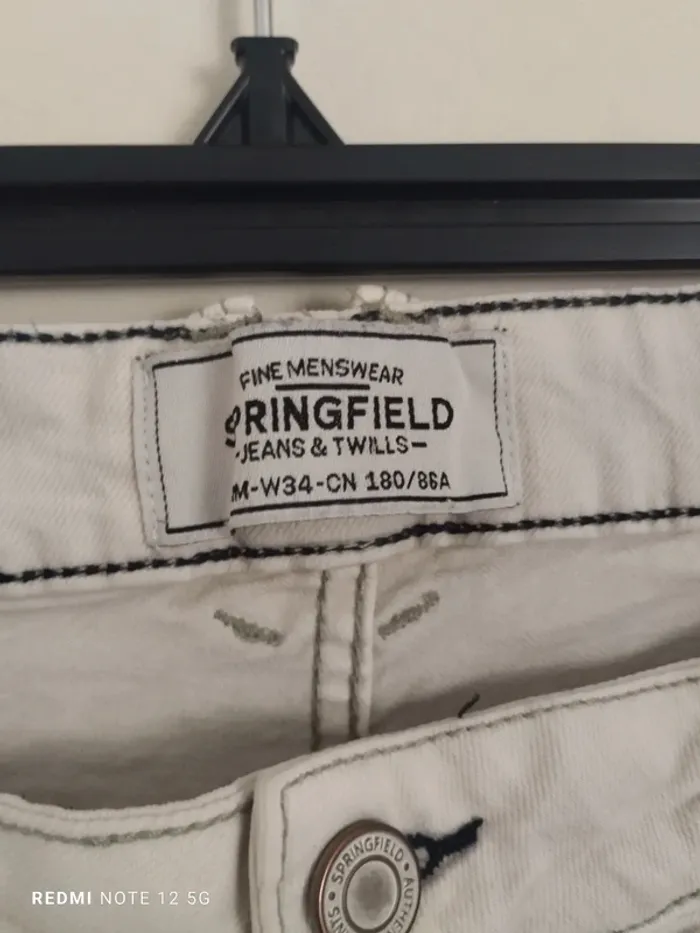 FINE MENSWEAR
SPRINGFIELD
-JEANS & TWILLS-
M-W34-CN 180/86A
SPRINGFIELD •
REDMI NOTE 12 5G